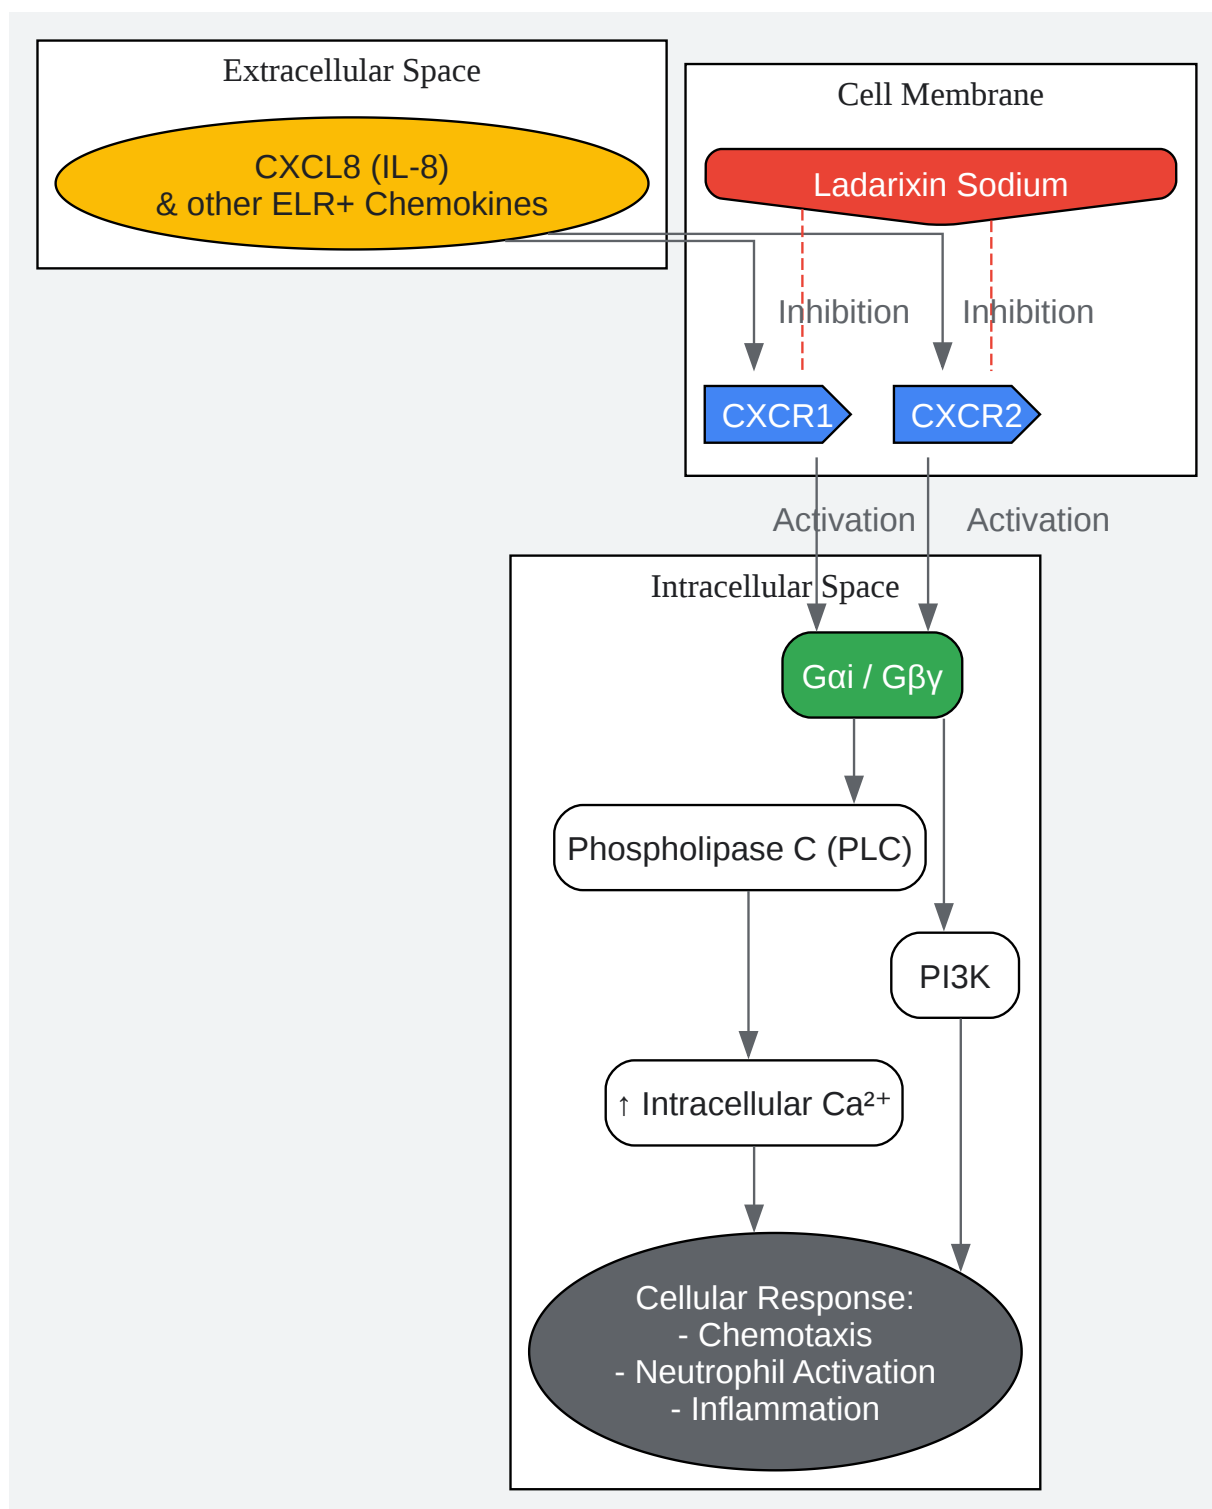 Extracellular Space
CXCL8 (IL-8)
& other ELR+ Chemokines
Cell Membrane
Ladarixin Sodium
Inhibition
Inhibition
CXCR1
CXCR2
Activation
Activation
Intracellular Space
Gαi / Gβγ
Phospholipase C (PLC)
PI3K
↑ Intracellular Ca²⁺
Cellular Response:
- Chemotaxis
- Neutrophil Activation
- Inflammation